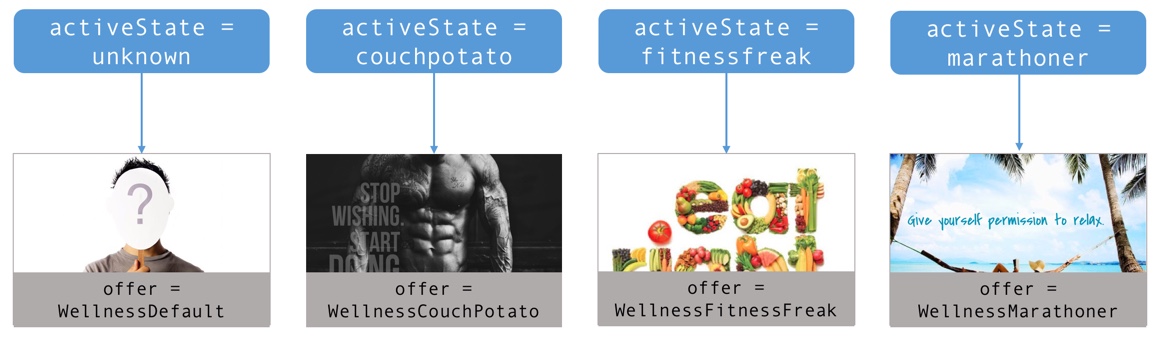 activeState =
unknown
activeState =
couchpotato
activeState =
fitnessfreak
activeState =
marathoner
?
STOP
WISHING.
START
DOING
eat
Give yourself permission to relax.
offer =
WellnessDefault
offer =
WellnessCouchPotato
offer =
WellnessFitnessFreak
offer =
WellnessMarathoner